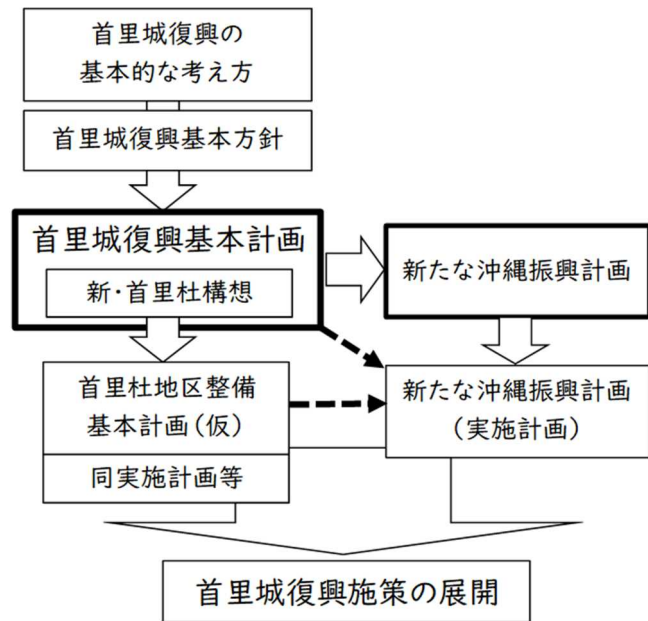 首里城復興の
基本的な考え方
首里城復興基本方針
首里城復興基本計画
新・首里杜構想
新たな沖縄振興計画
首里杜地区整備
基本計画(仮)
同実施計画等
新たな沖縄振興計画
(実施計画)
首里城復興施策の展開